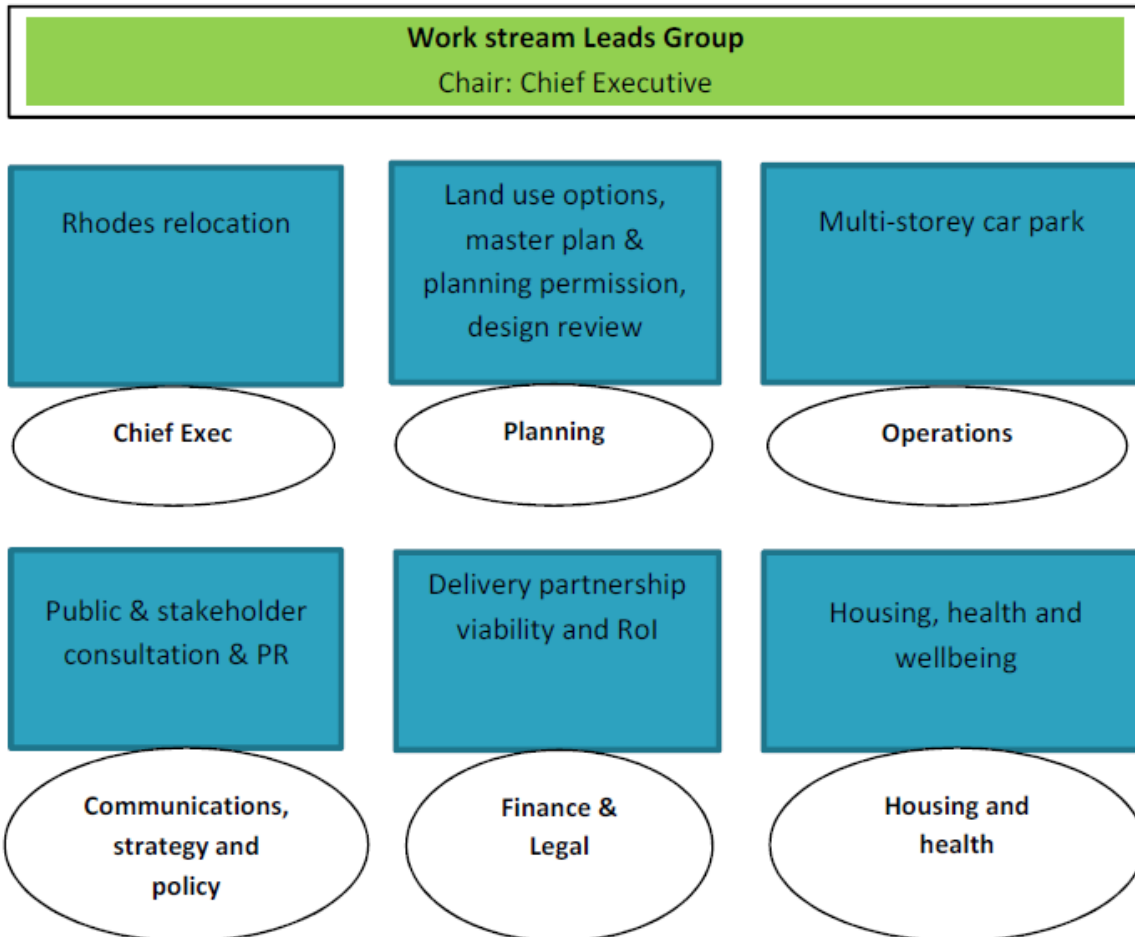 Work stream Leads Group
Chair: Chief Executive
Rhodes relocation
Land use options,
master plan &
planning permission,
design review
Multi-storey car park
Chief Exec
Planning
Operations
Public & stakeholder
consultation & PR
Delivery partnership
viability and RoI
Housing, health and
wellbeing
Communications,
strategy and
policy
Finance &
Legal
Housing and
health